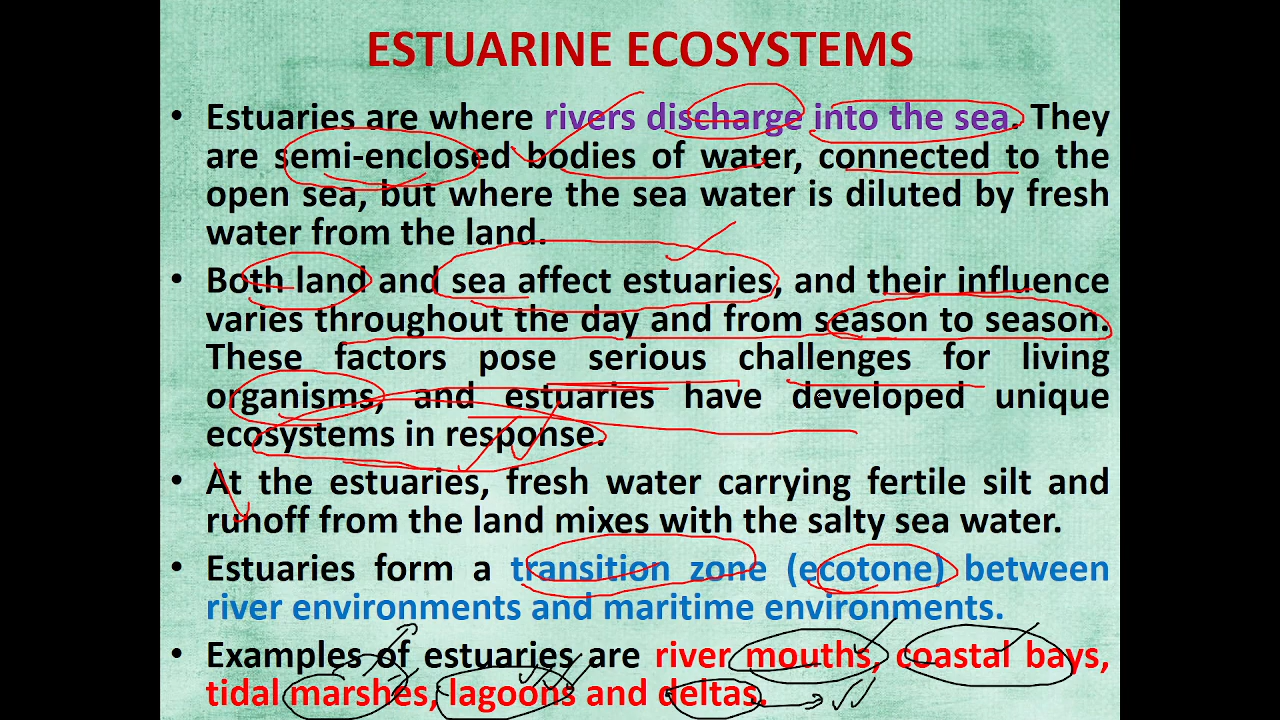 ESTUARINE ECOSYSTEMS
• Estuaries are where rivers discharge into the sea. They
are semi-enclosed bodies of water, connected to the
open sea, but where the sea water is diluted by fresh
water from the land.
• Both land and sea affect estuaries, and their influence
varies throughout the day and from season to season.
These factors pose serious challenges for living
organisms, and estuaries have developed unique
ecosystems in response.
• At the estuaries, fresh water carrying fertile silt and
runoff from the land mixes with the salty sea water.
• Estuaries form a transition zone (ecotone) between
river environments and maritime environments.
• Examples of estuaries are river mouths, coastal bays,
tidal marshes, lagoons and deltas.